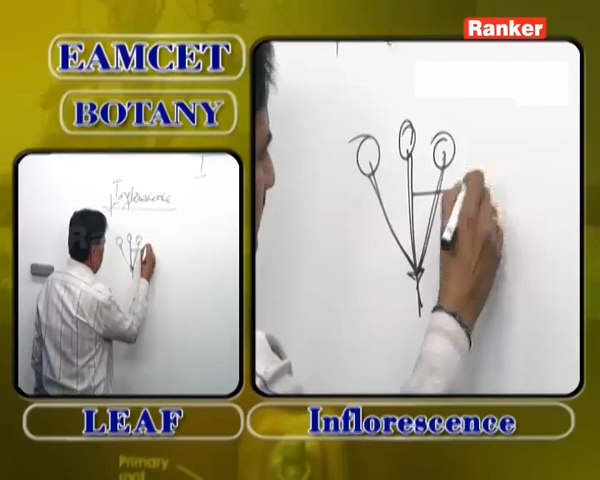 Ranker
EAMCET
BOTANY
Inflorescence
LEAF
Inflorescence
Primary
root